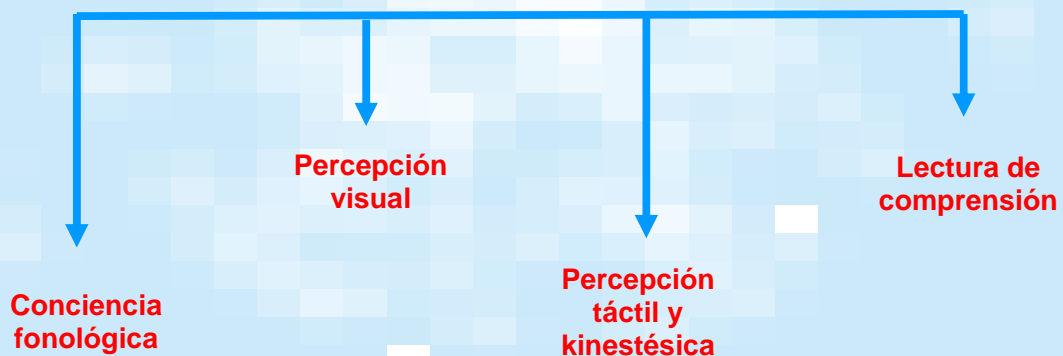 Conciencia
fonológica
Percepción
visual
Percepción
táctil y
kinestésica
Lectura de
comprensión